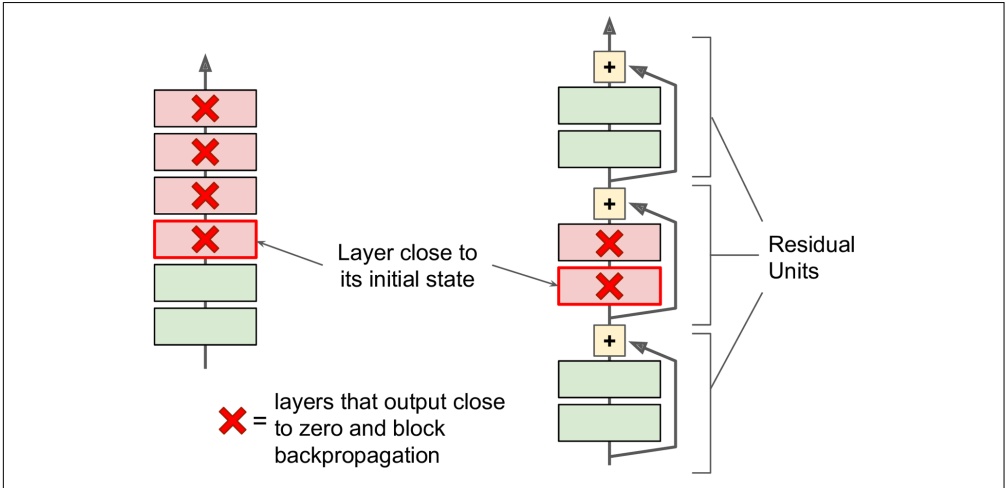 +
+
Layer close to
its initial state
Residual
Units
+
= layers that output close
to zero and block
backpropagation